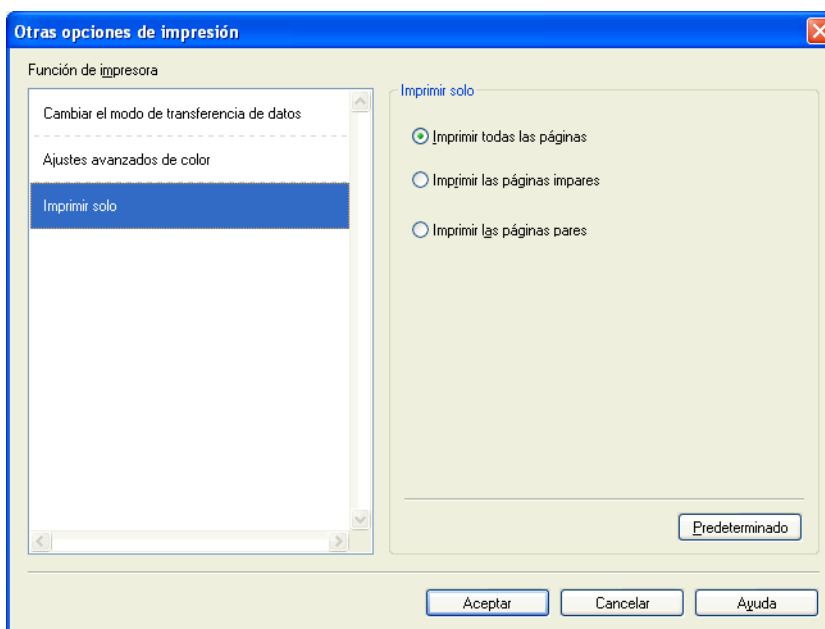 Otras opciones de impresión
Función de impresora
Cambiar el modo de transferencia de datos
Ajustes avanzados de color
Imprimir solo
Imprimir solo
Imprimir todas las páginas
Imprimir las páginas impares
Imprimir las páginas pares
Predeterminado
Aceptar
Cancelar
Ayuda